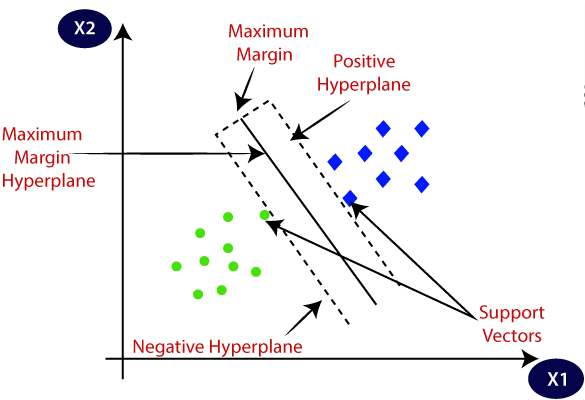 X2
Maximum
Margin
Positive
Hyperplane
Maximum
Margin
Hyperplane
Support
Vectors
Negative Hyperplane
X1